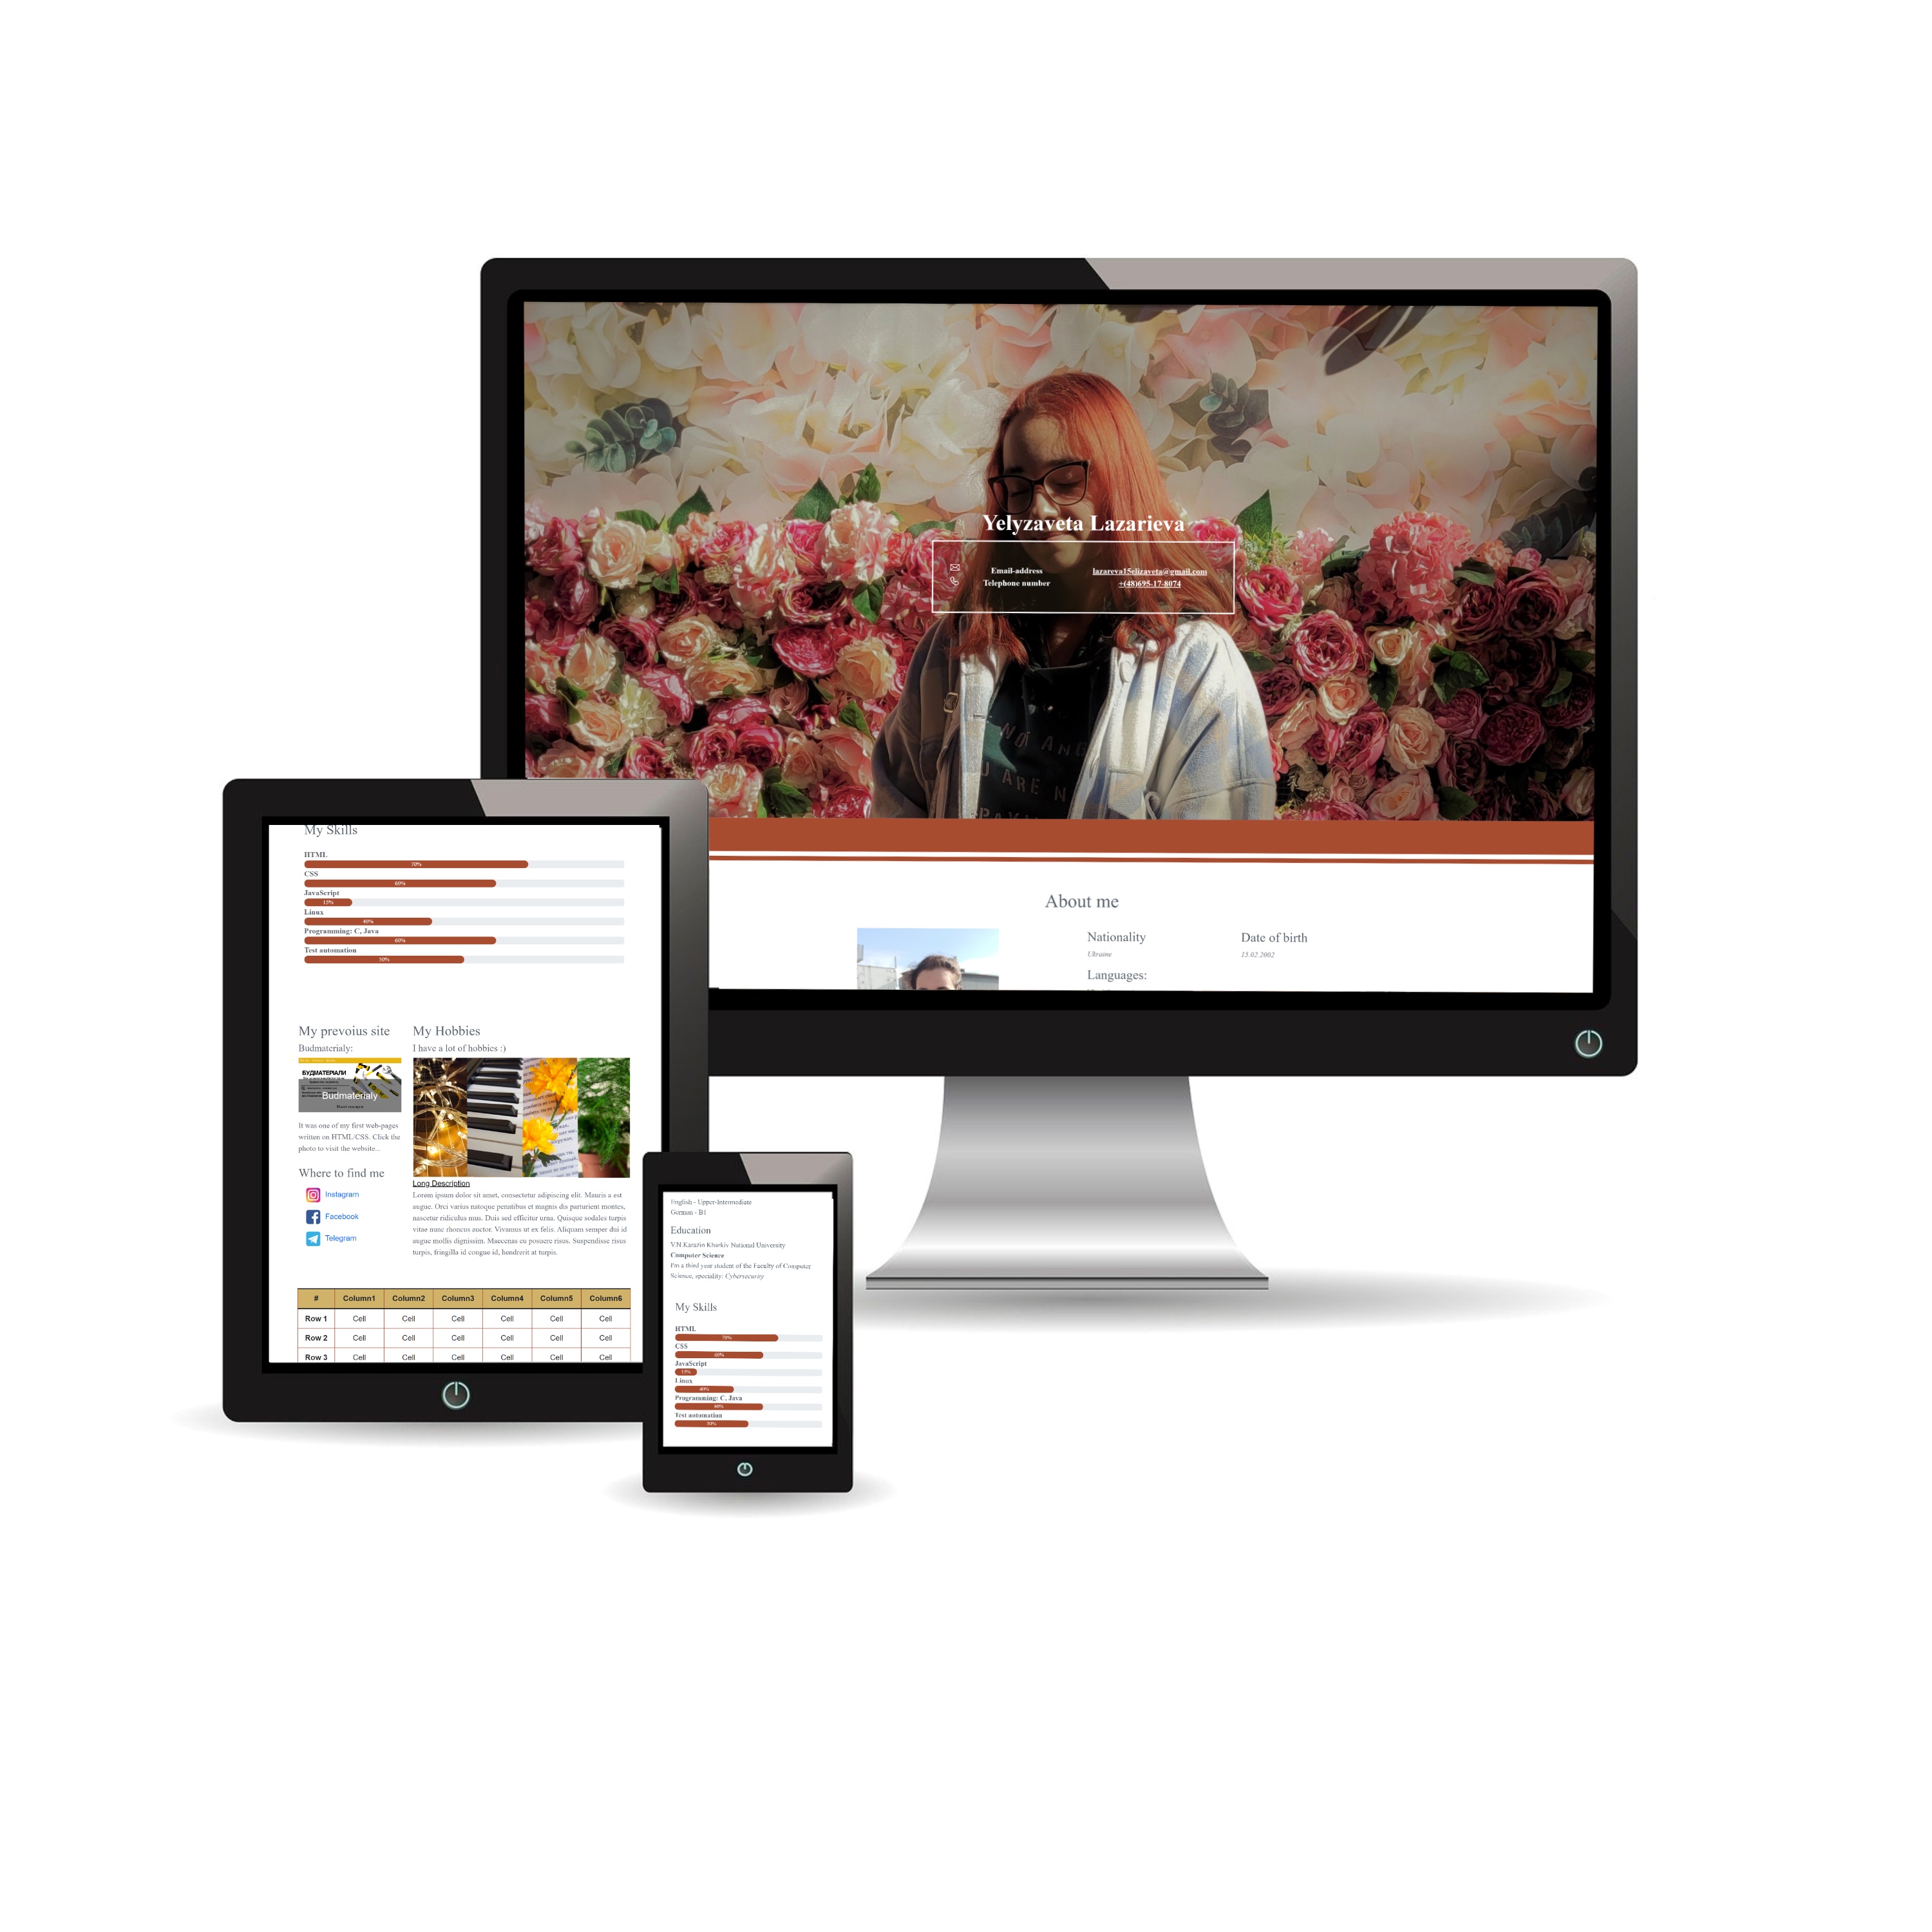 Yelyzaveta Lazarieva
Email-address lazareva15elizaveta@gmail.com
Telephone number +(48)695-17-8074
NO AND
U ARE N
About me
Nationality
Ukraine
Languages:
Date of birth
15.02.2002
My Skills
HTML
70%
CSS
60%
JavaScript
15%
Linux
40%
Programming: C, Java
60%
Test automation
50%
My prevoius site
Budmaterialy:
БУДМАТЕРІАЛИ
Budmaterialy
It was one of my first web-pages
written on HTML/CSS. Click the
photo to visit the website...
Where to find me
Instagram
Facebook
Telegram
My Hobbies
I have a lot of hobbies :)
Long Description
Lorem ipsum dolor sit amet, consectetur adipiscing elit. Mauris a est
augue. Orci varius natoque penatibus et magnis dis parturient montes,
nascetur ridiculus mus. Duis sed efficitur urna. Quisque sodales turpis
vitae nunc rhoncus auctor. Vivamus ut ex felis. Aliquam semper dui id
augue mollis dignissim. Maecenas eu posuere risus. Suspendisse risus
turpis, fringilla id congue id, hendrerit at turpis.
# Column1 Column2 Column3 Column4 Column5 Column6
Row 1 Cell Cell Cell Cell Cell Cell
Row 2 Cell Cell Cell Cell Cell Cell
Row 3 Cell Cell Cell Cell Cell Cell
English - Upper-Intermediate
German - B1
Education
V.N.Karazin Kharkiv National University
Computer Science
I'm a third year student of the Faculty of Computer
Science, speciality: Cybersecurity
My Skills
HTML
70%
CSS
60%
JavaScript
15%
Linux
40%
Programming: C, Java
60%
Test automation
50%